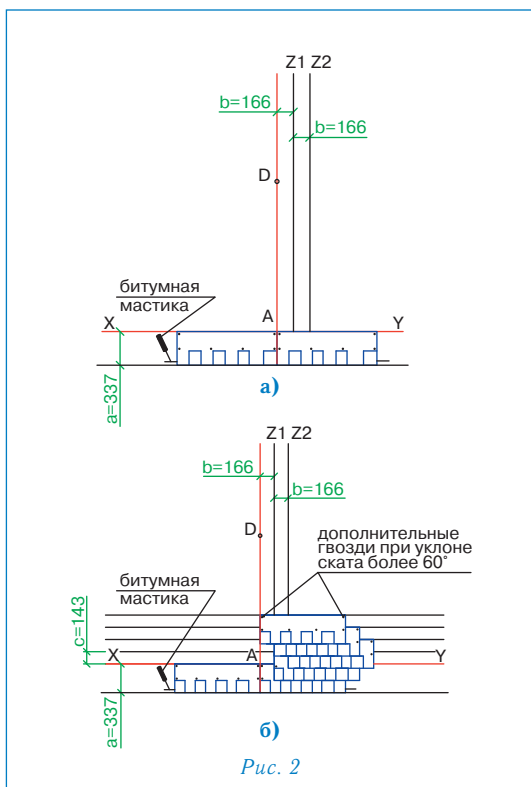 Z1 Z2
b=166
b=166
D
битумная
мастика
X
A
Y
a=337
а)
Z1 Z2
b=166
b=166
D
дополнительные
гвозди при уклоне
ската более 60°
битумная
мастика
c=143
X
A
Y
a=337
б)
Рис. 2